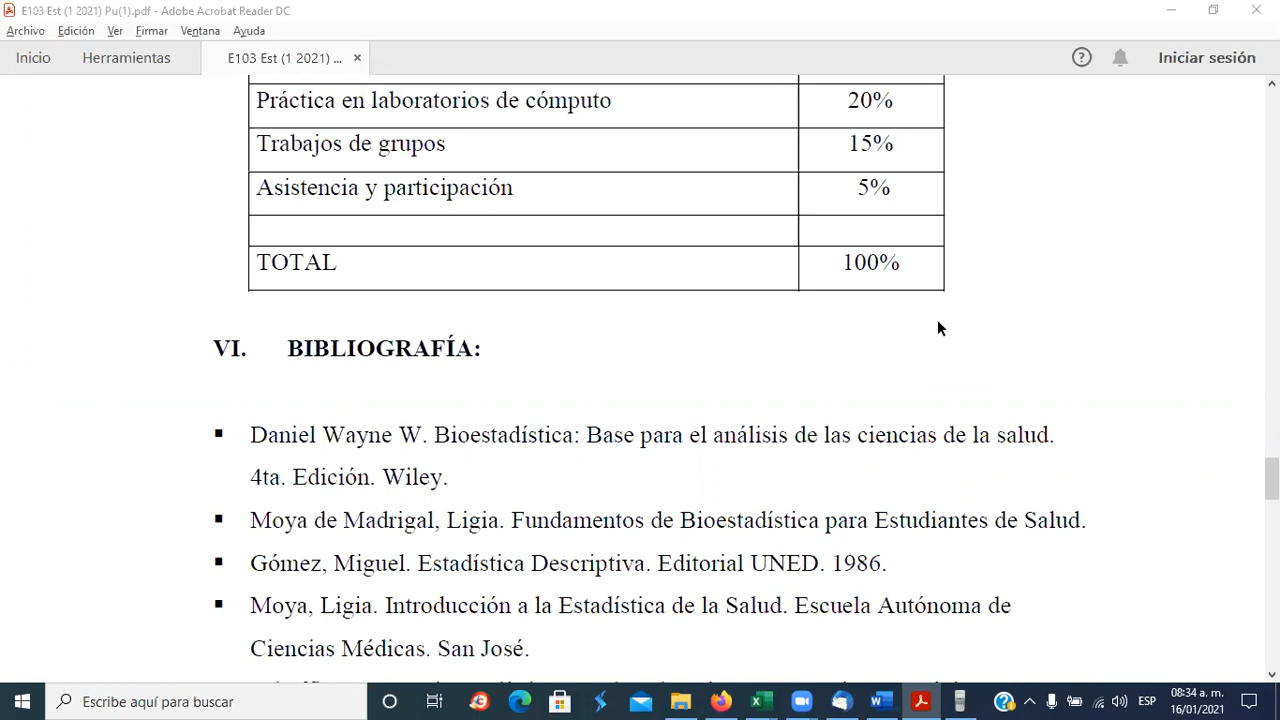 E103 Est (1 2021) Pu(1).pdf - Adobe Acrobat Reader DC
Archivo Edición Ver Firmar Ventana Ayuda
Inicio Herramientas E103 Est (1 2021) ... × Iniciar sesión
Práctica en laboratorios de cómputo 20%
Trabajos de grupos 15%
Asistencia y participación 5%
TOTAL 100%
VI. BIBLIOGRAFÍA:
▪ Daniel Wayne W. Bioestadística: Base para el análisis de las ciencias de la salud.
4ta. Edición. Wiley.
▪ Moya de Madrigal, Ligia. Fundamentos de Bioestadística para Estudiantes de Salud.
▪ Gómez, Miguel. Estadística Descriptiva. Editorial UNED. 1986.
▪ Moya, Ligia. Introducción a la Estadística de la Salud. Escuela Autónoma de
Ciencias Médicas. San José.
Escribe aquí para buscar
ESP
08:34 a. m.
16/01/2021